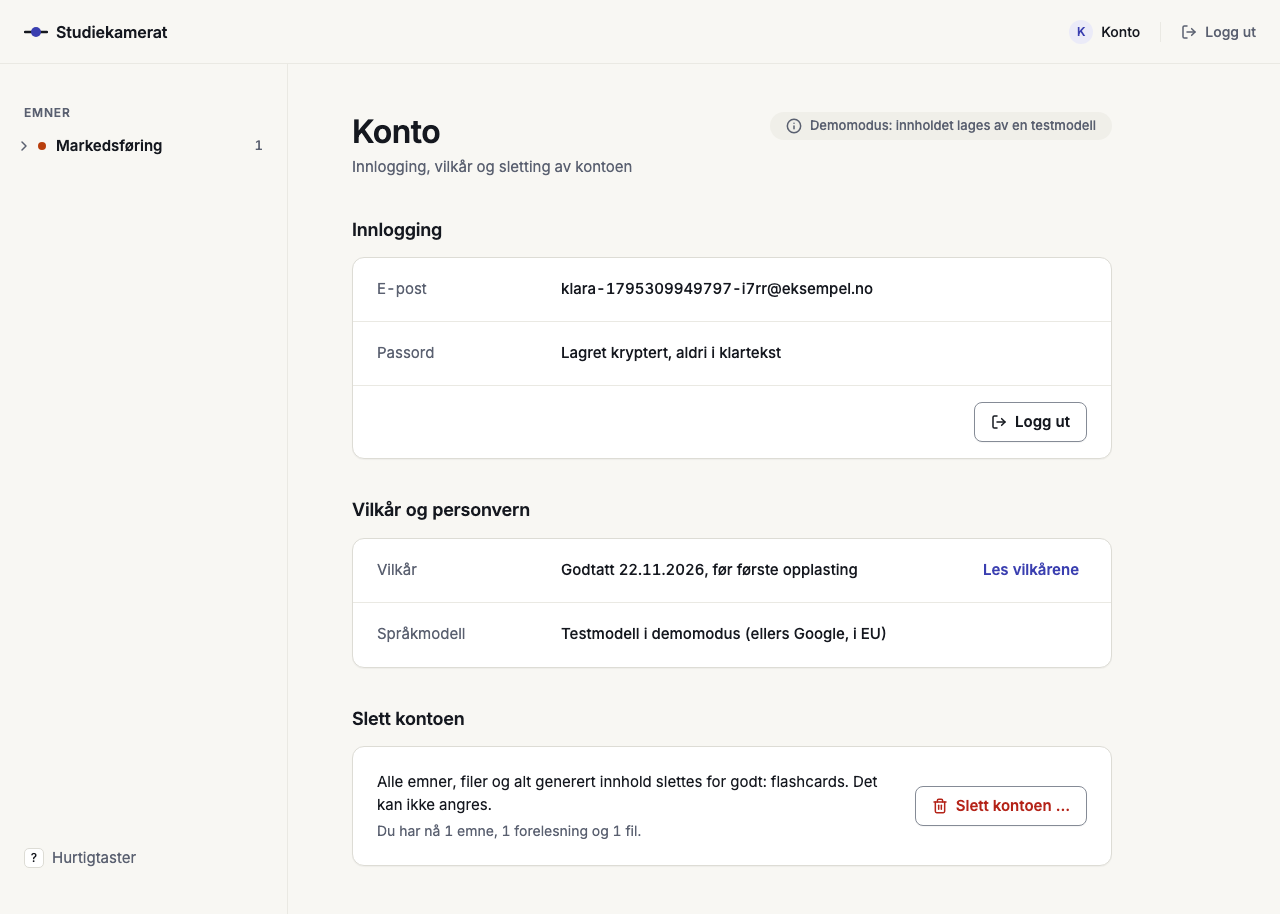 Studiekamerat
K Konto
Logg ut
EMNER
Markedsføring 1
Konto
Demomodus: innholdet lages av en testmodell
Innlogging, vilkår og sletting av kontoen
Innlogging
E-post klara-1795309949797-i7rr@eksempel.no
Passord Lagret kryptert, aldri i klartekst
Logg ut
Vilkår og personvern
Vilkår Godtatt 22.11.2026, før første opplasting Les vilkårene
Språkmodell Testmodell i demomodus (ellers Google, i EU)
Slett kontoen
Alle emner, filer og alt generert innhold slettes for godt: flashcards. Det
kan ikke angres.
Du har nå 1 emne, 1 forelesning og 1 fil.
Slett kontoen ...
? Hurtigtaster